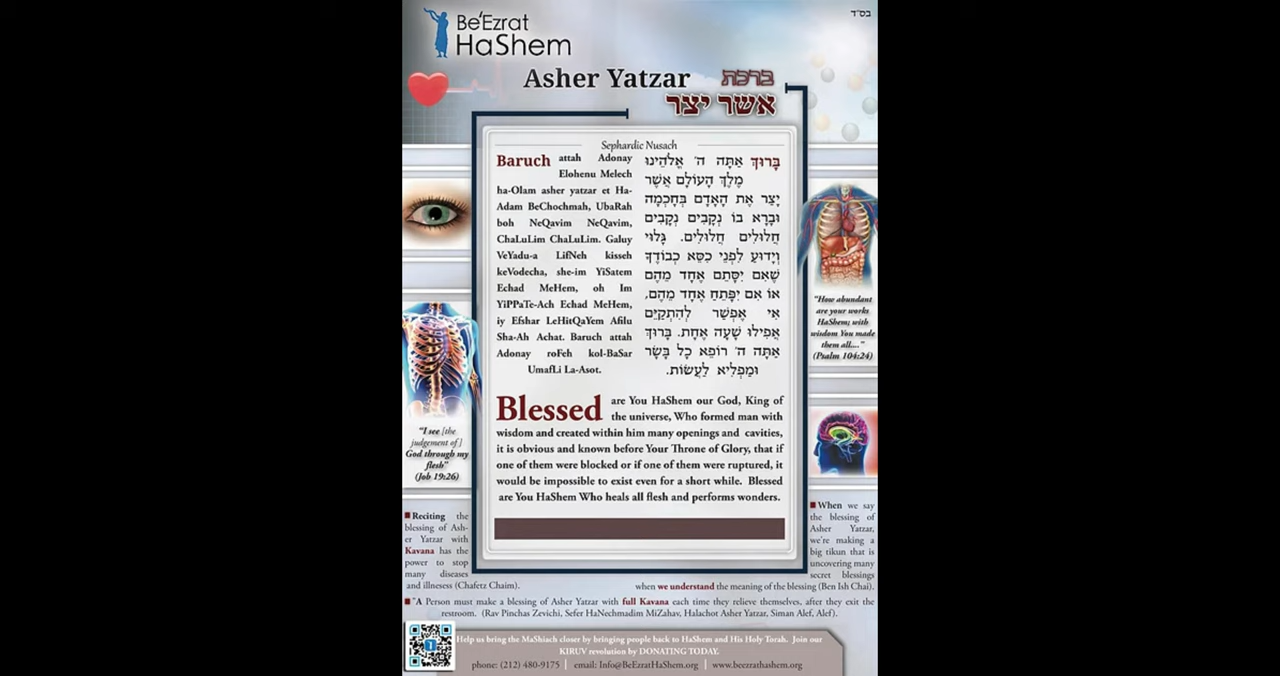 בס"ד
Be'Ezrat
HaShem
Asher Yatzar
ברכת
אשר יצר
Sephardic Nusach
Baruch attah Adonay
Elohenu Melech
ha-Olam asher yatzar et Ha-
Adam BeChochmah, UbaRah
boh NeQavim NeQavim,
ChaLuLim ChaLuLim. Galuy
VeYadu-a LifNeh kisseh
keVodecha, she-im YiSatem
Echad MeHem, oh Im
YiPPaTe-Ach Echad MeHem,
iy Efshar LeHitQaYem Afilu
Sha-Ah Achat. Baruch attah
Adonay roFeh kol-BaSar
UmafLi La-Asot.
בָּרוּךְ אַתָּה ה' אֱלֹהֵינוּ
מֶלֶךְ הָעוֹלָם אֲשֶׁר
יָצַר אֶת הָאָדָם בְּחָכְמָה
וּבָרָא בוֹ נְקָבִים נְקָבִים
חֲלוּלִים חֲלוּלִים. גָּלוּי
וְיָדוּעַ לִפְנֵי כִסֵּא כְבוֹדֶךָ
שֶׁאִם יִסָּתֵם אֶחָד מֵהֶם
אוֹ אִם יִפָּתֵחַ אֶחָד מֵהֶם,
אִי אֶפְשַׁר לְהִתְקַיֵּם
אֲפִילוּ שָׁעָה אֶחָת. בָּרוּךְ
אַתָּה ה' רוֹפֵא כָל בָּשָׂר
וּמַפְלִיא לַעֲשׂוֹת.
Blessed are You HaShem our God, King of
the universe, Who formed man with
wisdom and created within him many openings and cavities,
it is obvious and known before Your Throne of Glory, that if
one of them were blocked or if one of them were ruptured, it
would be impossible to exist even for a short while. Blessed
are You HaShem Who heals all flesh and performs wonders.
"How abundant
are your works
HaShem; with
wisdom You made
them all...."
(Psalm 104:24)
"I see [the
judgement of]
God through my
flesh"
(Job 19:26)
Reciting the
blessing of Ash-
er Yatzar with
Kavana has the
power to stop
many diseases
and illneses (Chafetz Chaim).
When we say
the blessing of
Asher Yatzar,
we're making a
big tikun that is
uncovering many
secret blessings
when we understand the meaning of the blessing (Ben Ish Chai).
"A Person must make a blessing of Asher Yatzar with full Kavana each time they relieve themselves, after they exit the
restroom. (Rav Pinchas Zevichi, Sefer HaNechmadim MiZahav, Halachot Asher Yatzar, Siman Alef, Alef).
Help us bring the MaShiach closer by bringing people back to HaShem and His Holy Torah. Join our
KIRUV revolution by DONATING TODAY.
phone: (212) 480-9175 | email: Info@BeEzratHaShem.org | www.beezrathashem.org